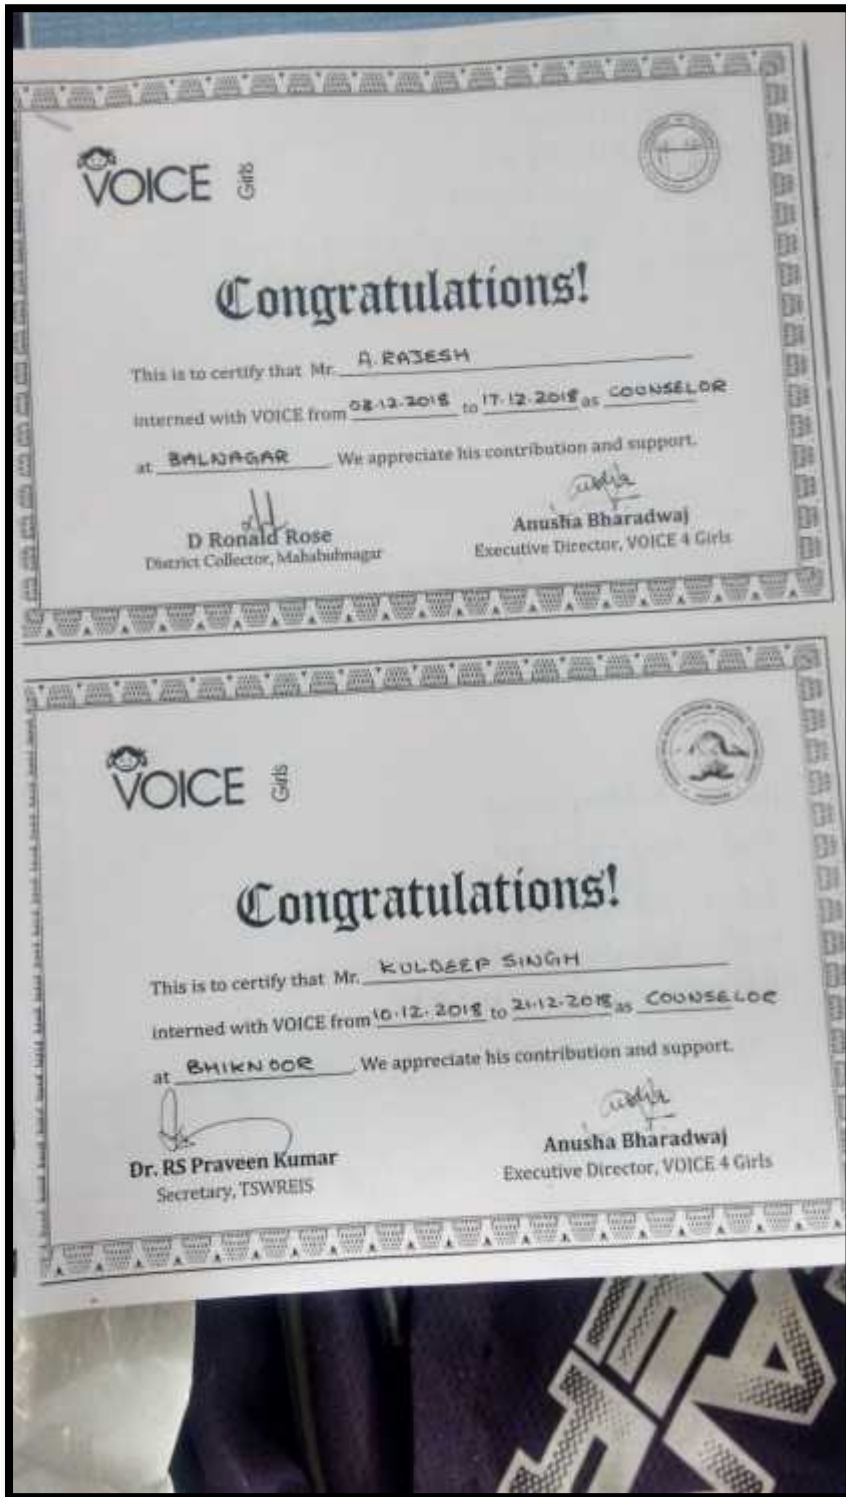 VOICE Girls
Congratulations!
This is to certify that Mr. A. RAJESH
interned with VOICE from 08.12.2018 to 17.12.2018 as COUNSELOR
at BALNAGAR We appreciate his contribution and support.
D Ronald Rose Anusha Bharadwaj
District Collector, Mahabubnagar Executive Director, VOICE 4 Girls
VOICE Girls
Congratulations!
This is to certify that Mr. KULDEEP SINGH
interned with VOICE from 10.12.2018 to 21.12.2018 as COUNSELOR
at BHIKNOOR We appreciate his contribution and support.
Dr. RS Praveen Kumar Anusha Bharadwaj
Secretary, TSWREIS Executive Director, VOICE 4 Girls